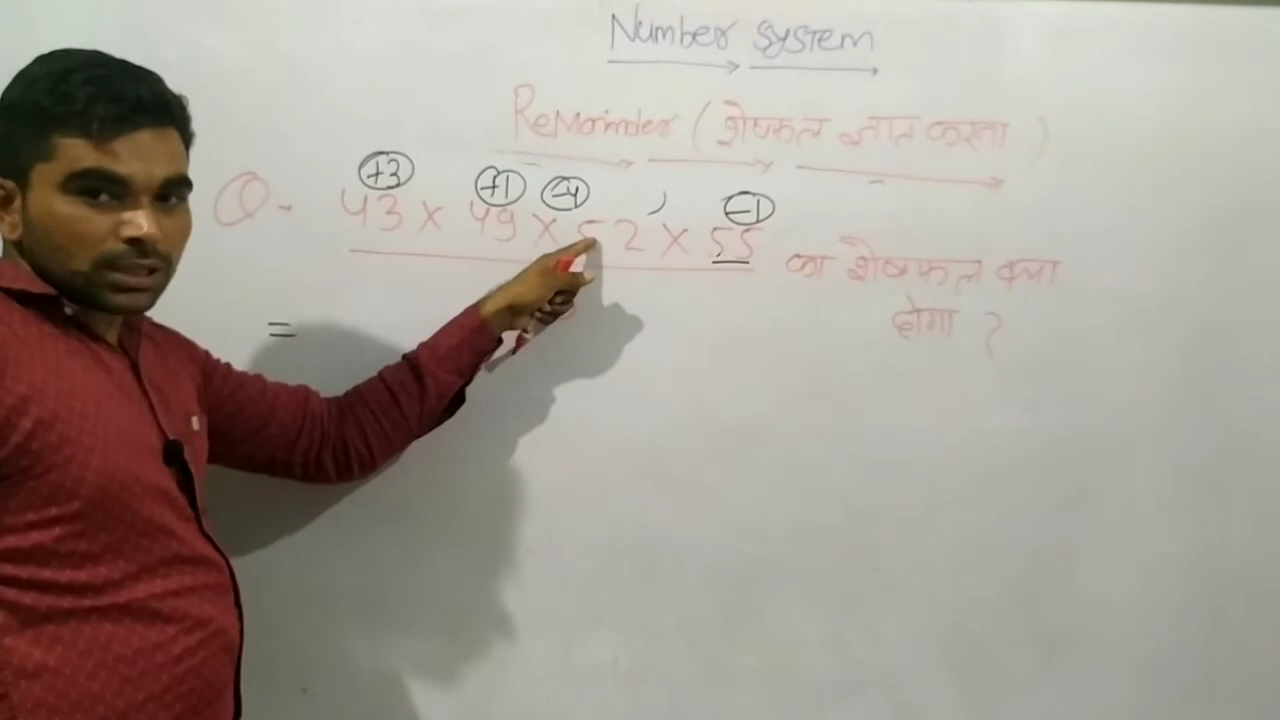 Number system
Remainder (शेषफल ज्ञात करना)
+3 +1 -4 -1
Q- 43 x 49 x 52 x 55 का शेषफल क्या
होगा ?
=